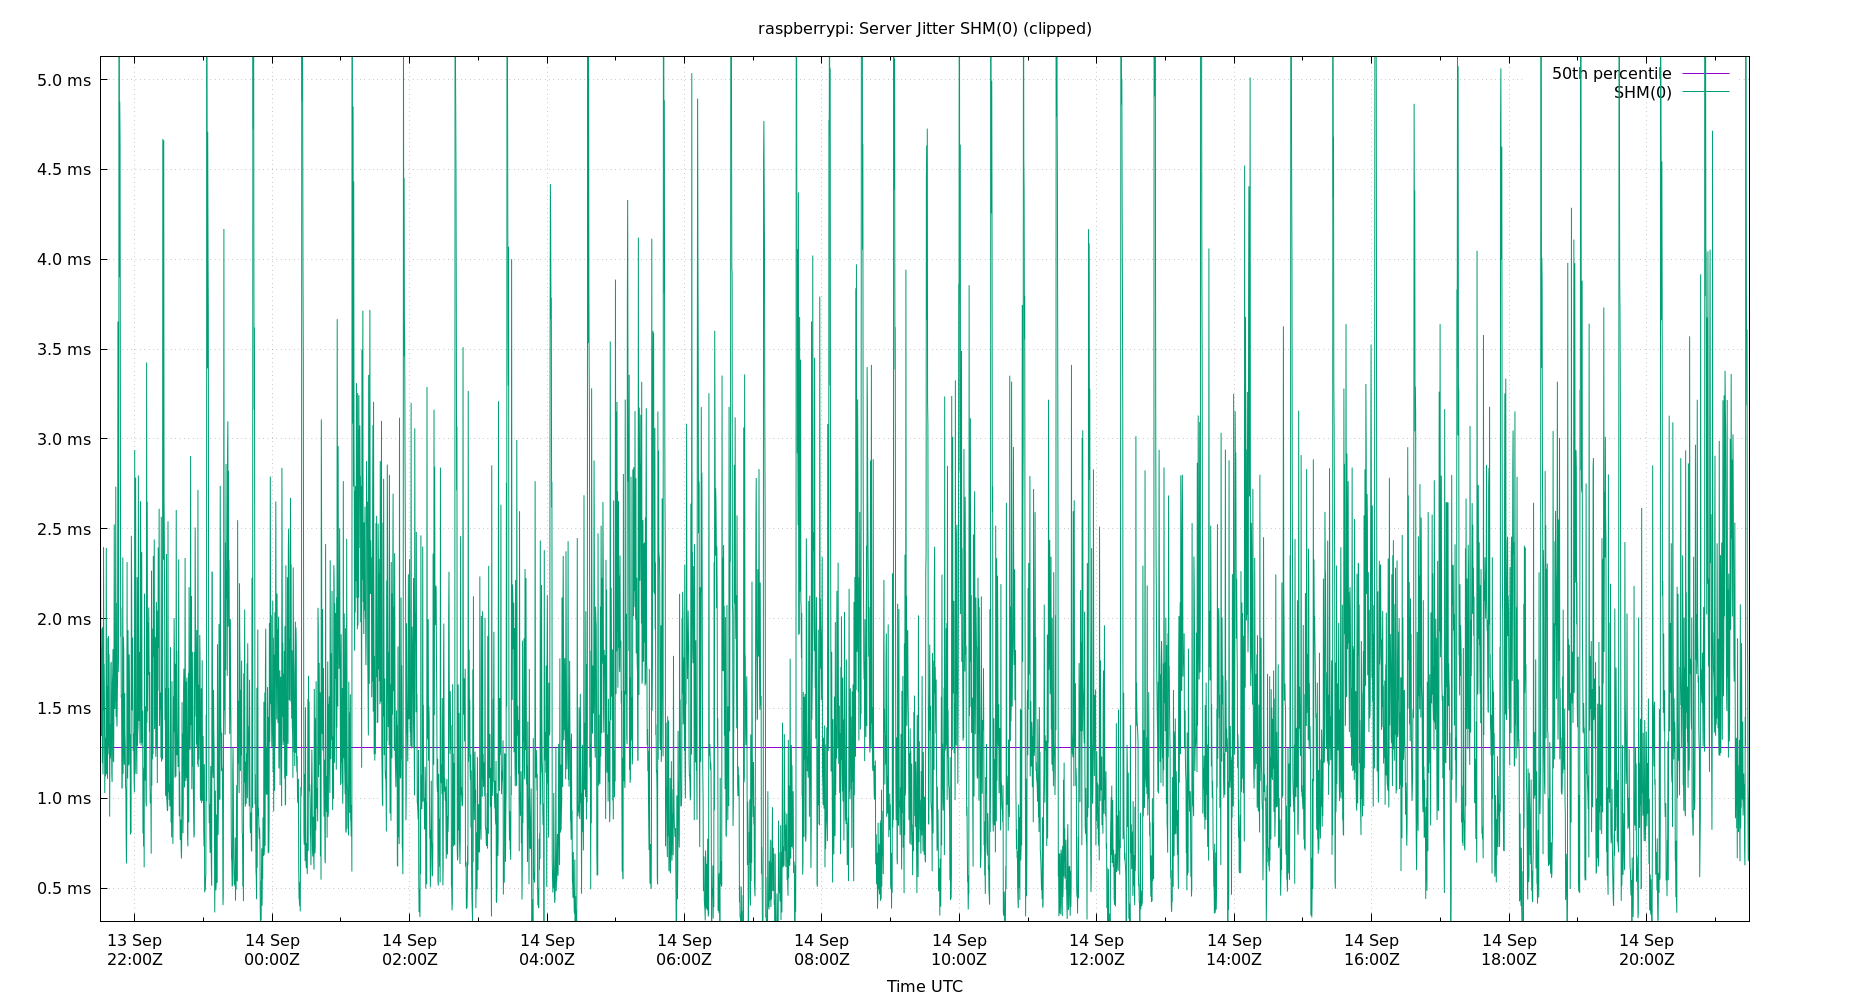 raspberrypi: Server Jitter SHM(0) (clipped)
50th percentile
SHM(0)
5.0 ms
4.5 ms
4.0 ms
3.5 ms
3.0 ms
2.5 ms
2.0 ms
1.5 ms
1.0 ms
0.5 ms
13 Sep 14 Sep 14 Sep 14 Sep 14 Sep 14 Sep 14 Sep 14 Sep 14 Sep 14 Sep 14 Sep 14 Sep
22:00Z 00:00Z 02:00Z 04:00Z 06:00Z 08:00Z 10:00Z 12:00Z 14:00Z 16:00Z 18:00Z 20:00Z
Time UTC